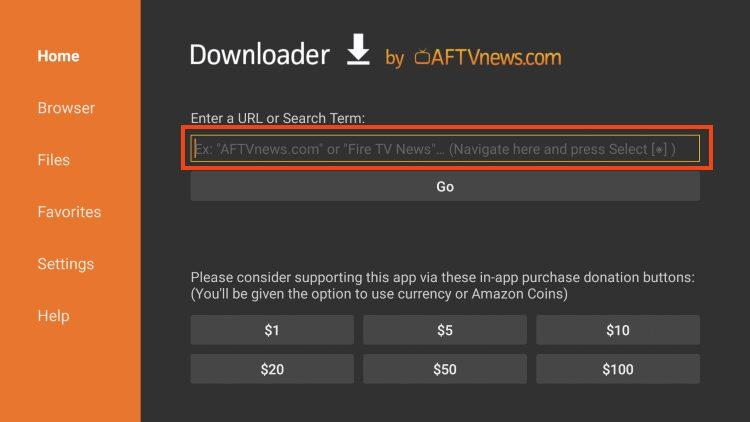 Home
Browser
Files
Favorites
Settings
Help
Downloader by AFTVnews.com
Enter a URL or Search Term:
Ex: "AFTVnews.com" or "Fire TV News"... (Navigate here and press Select [◉] )
Go
Please consider supporting this app via these in-app purchase donation buttons:
(You'll be given the option to use currency or Amazon Coins)
$1 $5 $10
$20 $50 $100